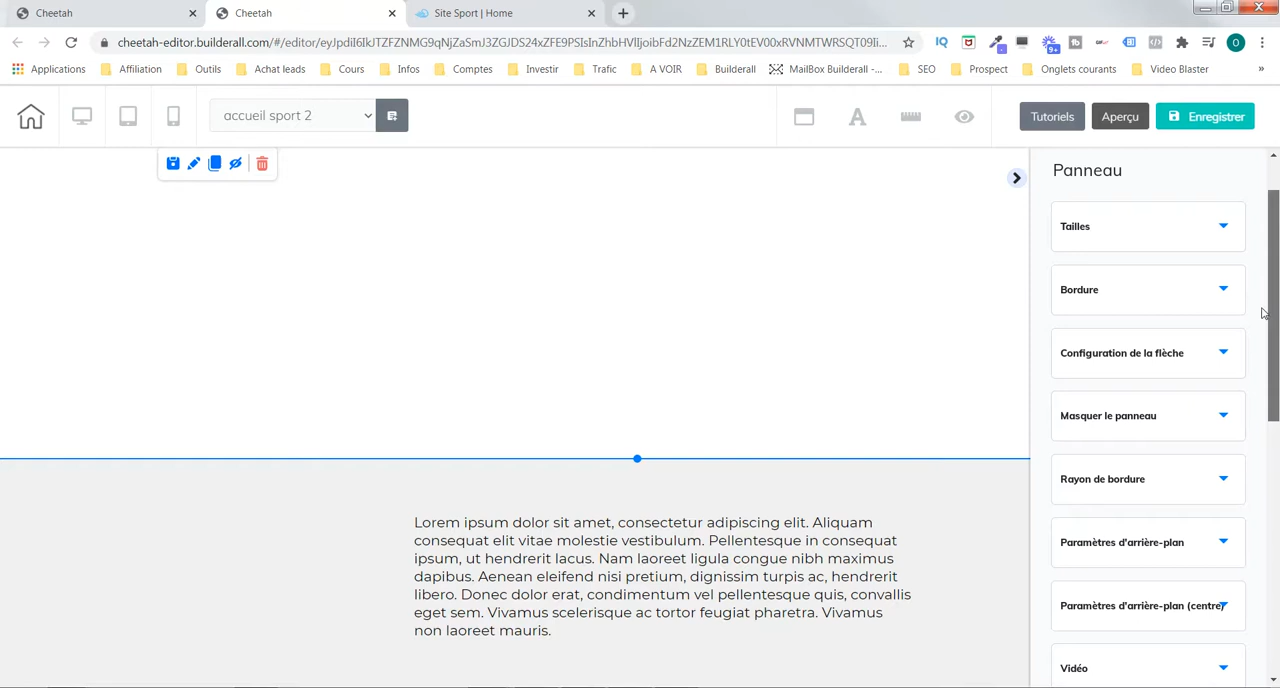 Cheetah
Cheetah
Site Sport | Home
cheetah-editor.builderall.com/#/editor/eyJpdiI6IkJTZFZNMG9qNjZaSmJ3ZGJDS24xZFE9PSIsInZhbHVlIjoibFd2NzZEM1RLY0tEV00xRVNMTWRSQT09Ii...
Applications
Affiliation
Outils
Achat leads
Cours
Infos
Comptes
Investir
Trafic
A VOIR
Builderall
MailBox Builderall -...
SEO
Prospect
Onglets courants
Video Blaster
»
accueil sport 2
Tutoriels
Aperçu
Enregistrer
Panneau
Tailles
Bordure
Configuration de la flèche
Masquer le panneau
Rayon de bordure
Paramètres d'arrière-plan
Paramètres d'arrière-plan (centre)
Vidéo
Lorem ipsum dolor sit amet, consectetur adipiscing elit. Aliquam
consequat elit vitae molestie vestibulum. Pellentesque in consequat
ipsum, ut hendrerit lacus. Nam laoreet ligula congue nibh maximus
dapibus. Aenean eleifend nisi pretium, dignissim turpis ac, hendrerit
libero. Donec dolor erat, condimentum vel pellentesque quis, convallis
eget sem. Vivamus scelerisque ac tortor feugiat pharetra. Vivamus
non laoreet mauris.